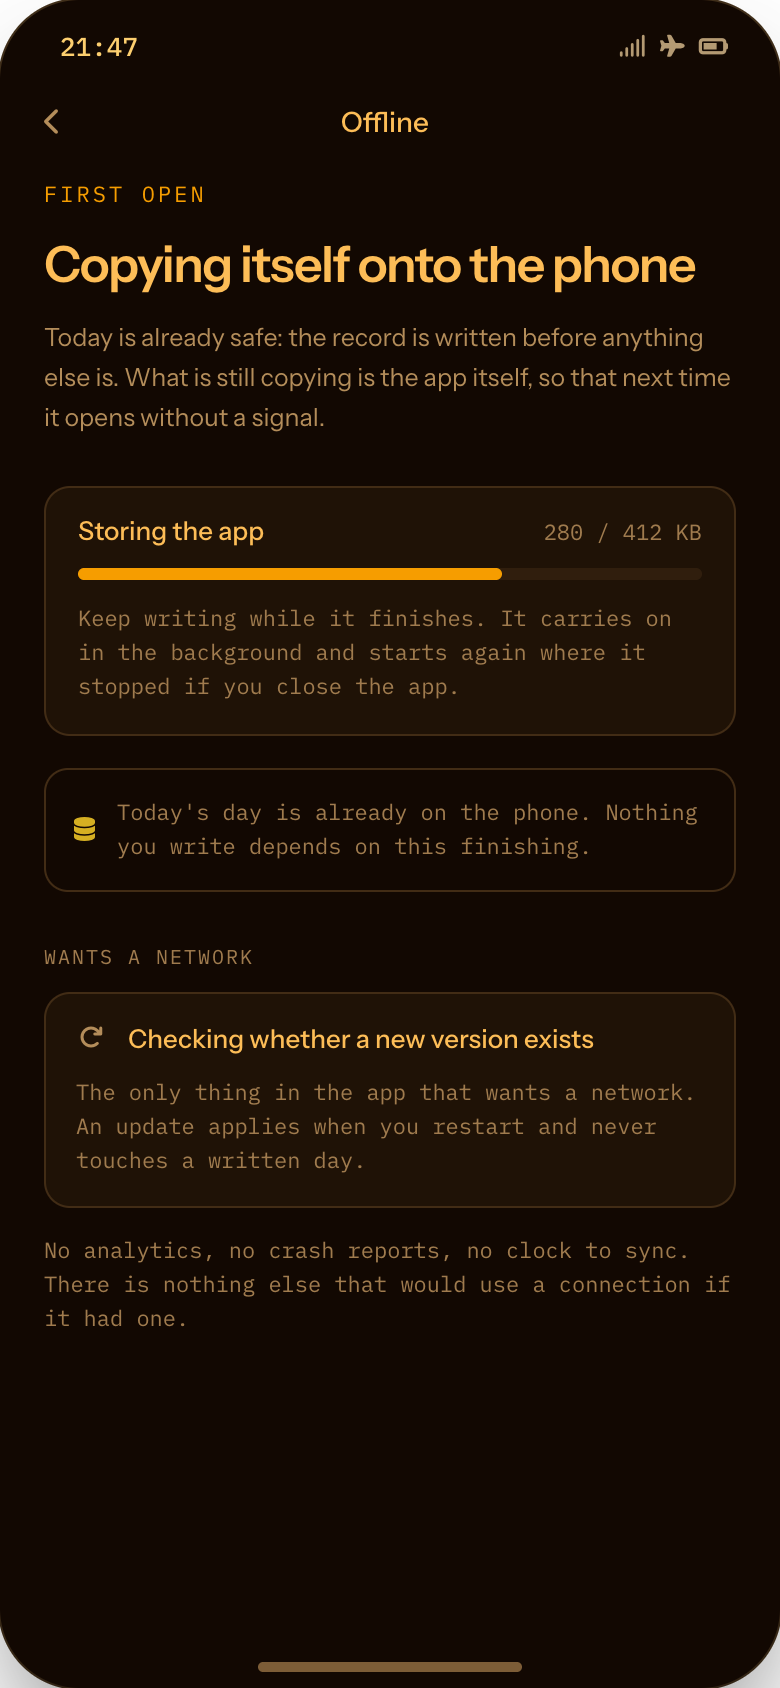 21:47
Offline
FIRST OPEN
Copying itself onto the phone
Today is already safe: the record is written before anything
else is. What is still copying is the app itself, so that next time
it opens without a signal.
Storing the app
280 / 412 KB
Keep writing while it finishes. It carries on
in the background and starts again where it
stopped if you close the app.
Today's day is already on the phone. Nothing
you write depends on this finishing.
WANTS A NETWORK
Checking whether a new version exists
The only thing in the app that wants a network.
An update applies when you restart and never
touches a written day.
No analytics, no crash reports, no clock to sync.
There is nothing else that would use a connection if
it had one.